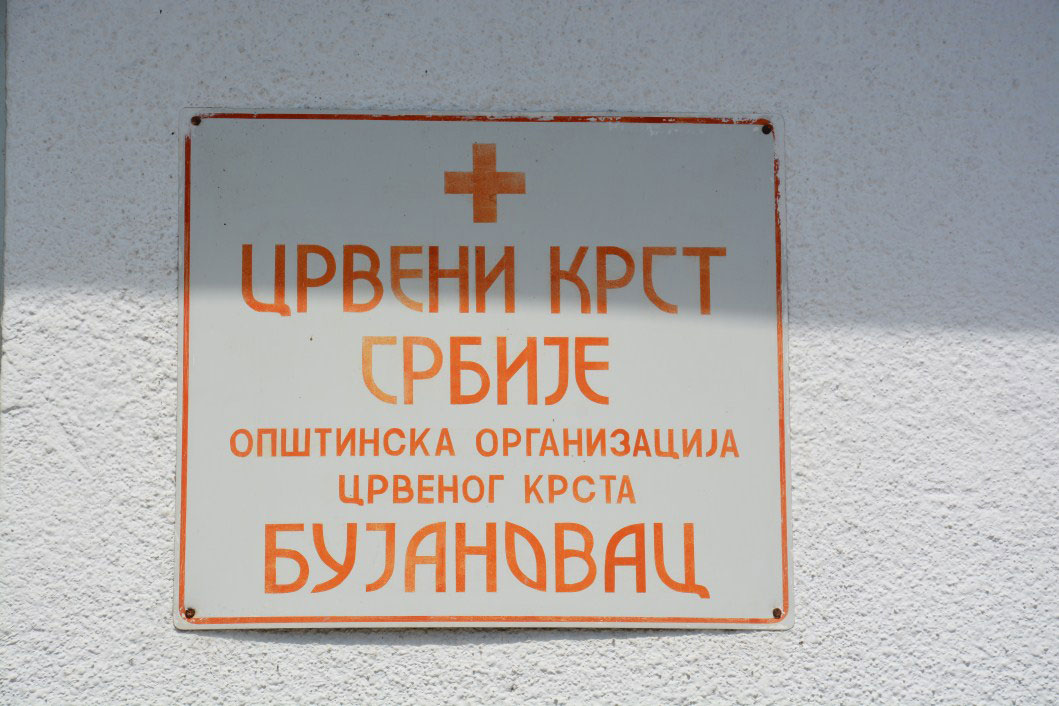 ЦРВЕНИ КРСТ
СРБИЈЕ
ОПШТИНСКА ОРГАНИЗАЦИЈА
ЦРВЕНОГ КРСТА
БУЈАНОВАЦ